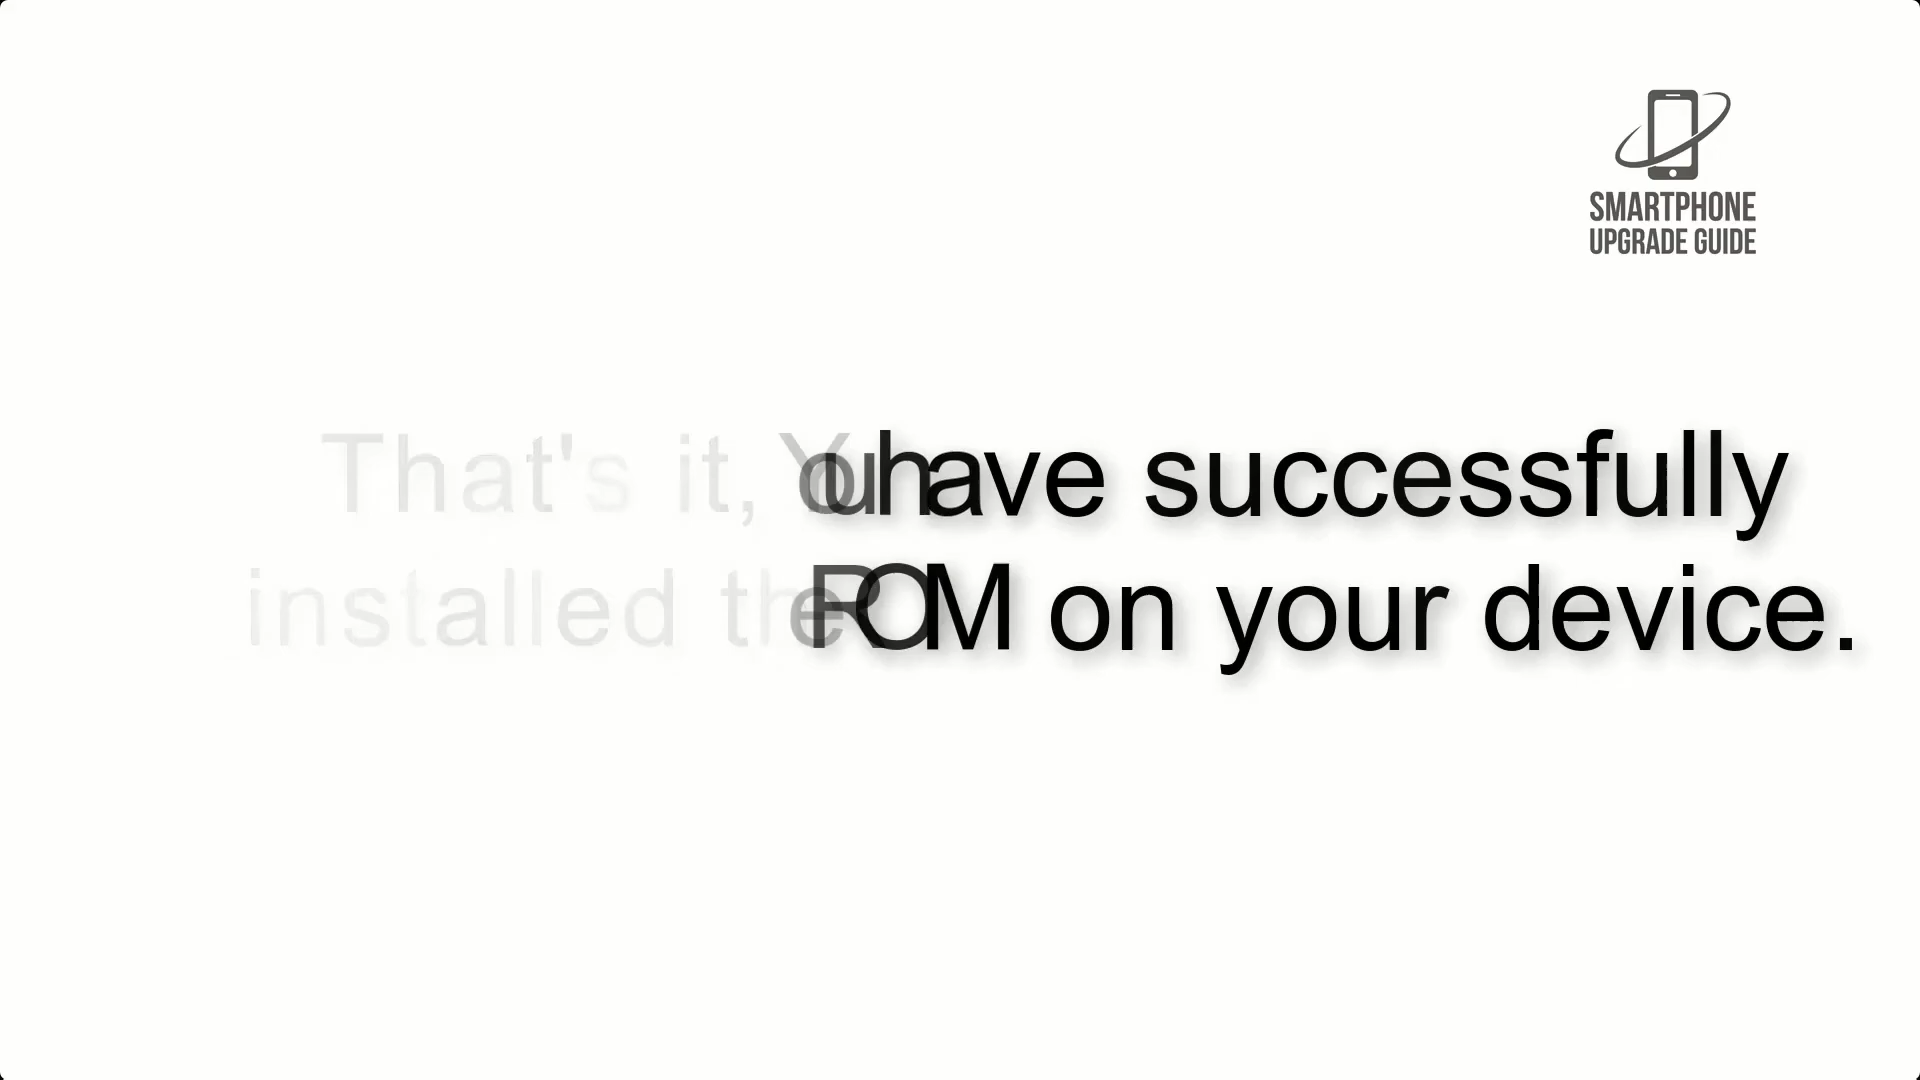 SMARTPHONE
UPGRADE GUIDE
That's it, You have successfully
installed the ROM on your device.